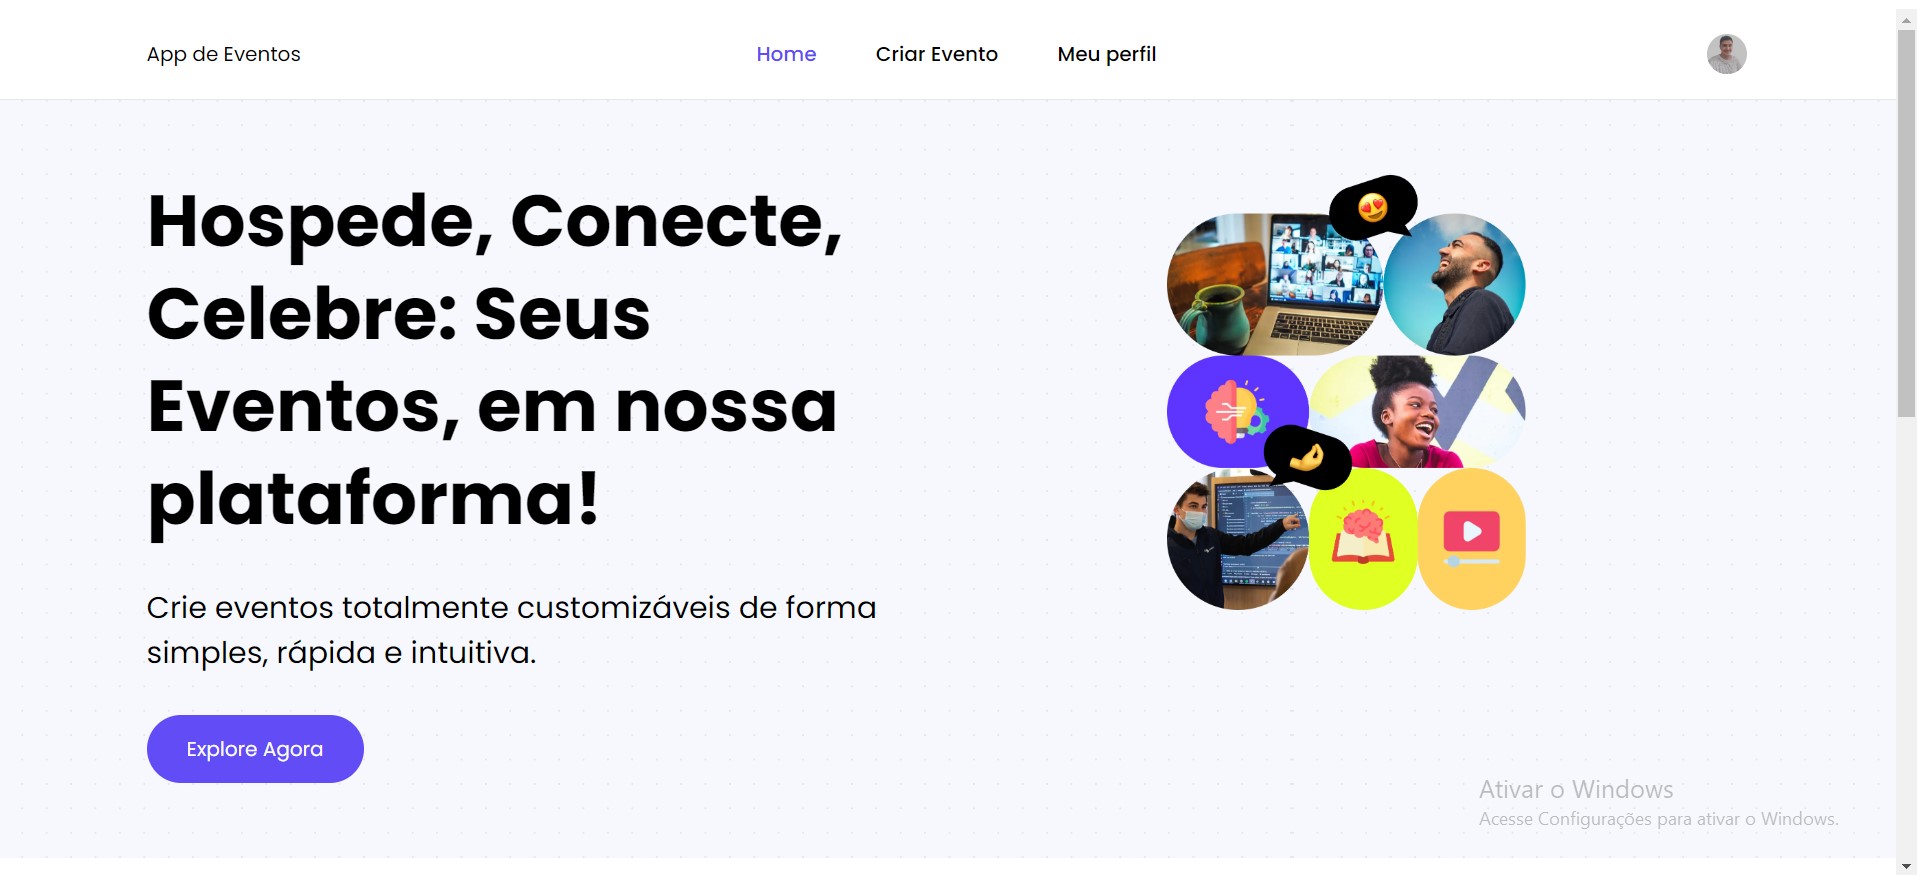 App de Eventos
Home
Criar Evento
Meu perfil
Hospede, Conecte,
Celebre: Seus
Eventos, em nossa
plataforma!
Crie eventos totalmente customizáveis de forma
simples, rápida e intuitiva.
Explore Agora
Ativar o Windows
Acesse Configurações para ativar o Windows.